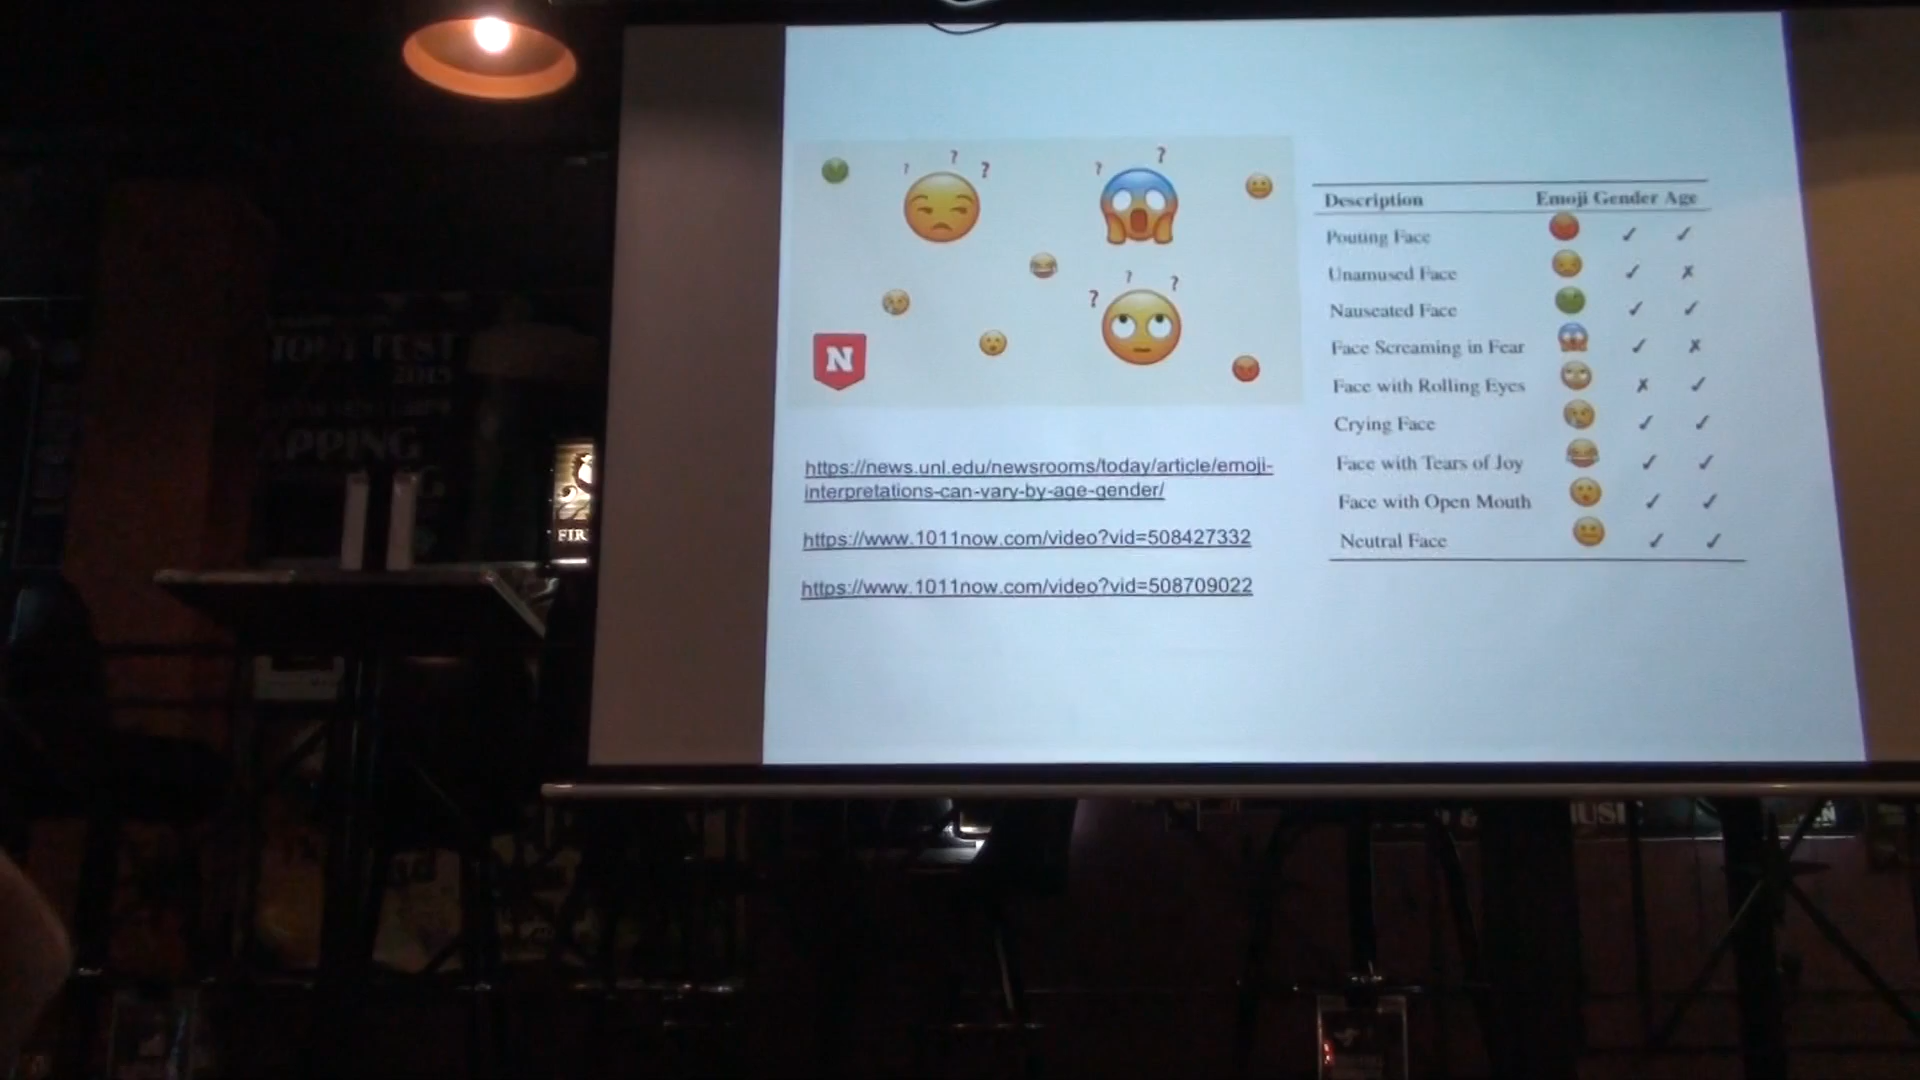 ? ? ?
? ?
? ? ?
N
https://news.unl.edu/newsrooms/today/article/emoji-
interpretations-can-vary-by-age-gender/
https://www.1011now.com/video?vid=508427332
https://www.1011now.com/video?vid=508709022
Description Emoji Gender Age
Pouting Face ✓ ✓
Unamused Face ✓ ✗
Nauseated Face ✓ ✓
Face Screaming in Fear ✓ ✗
Face with Rolling Eyes ✗ ✓
Crying Face ✓ ✓
Face with Tears of Joy ✓ ✓
Face with Open Mouth ✓ ✓
Neutral Face ✓ ✓
FEST
2015
APPING
FIR